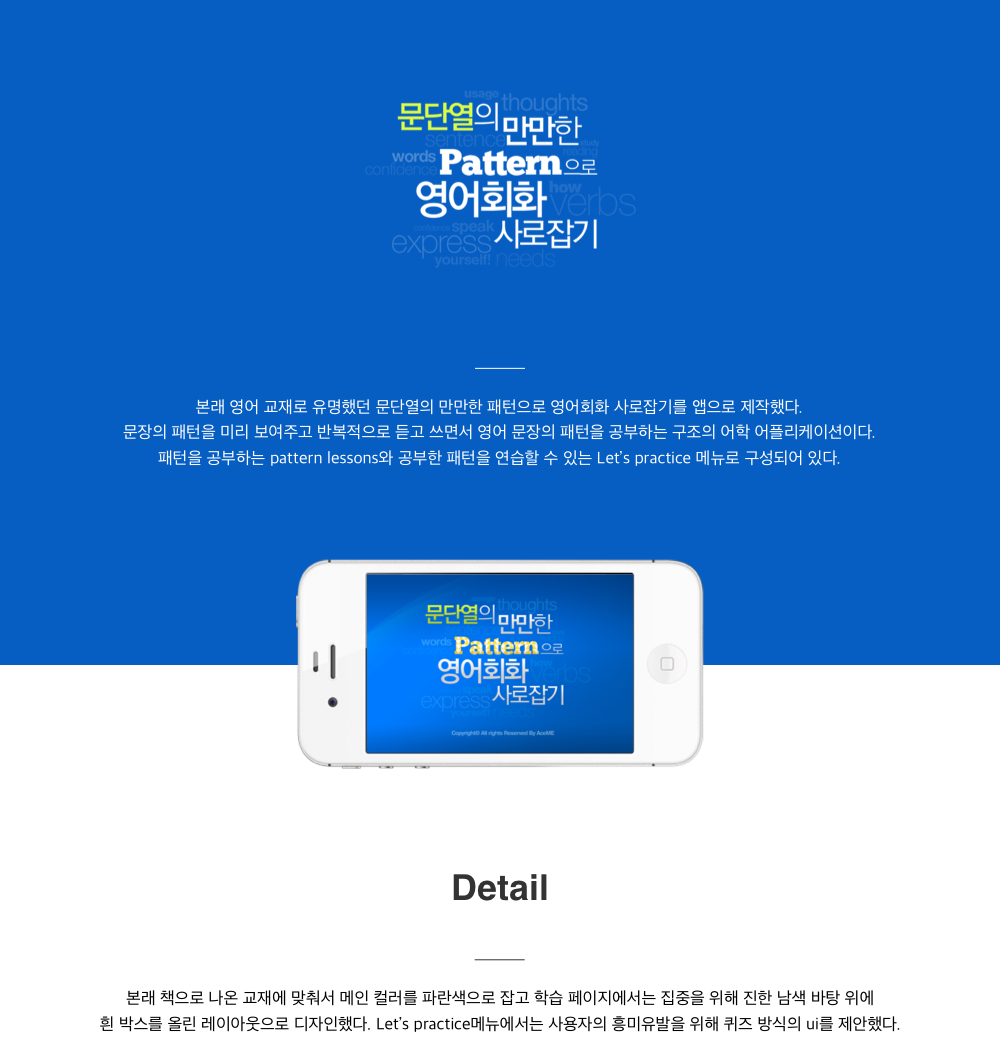 usage
thoughts
문단열의
만만한
sentence
study
reading
words
Pattern으로
confidence
how
영어회화
verbs
speak
사로잡기
express
yourself!
needs
본래 영어 교재로 유명했던 문단열의 만만한 패턴으로 영어회화 사로잡기를 앱으로 제작했다.
문장의 패턴을 미리 보여주고 반복적으로 듣고 쓰면서 영어 문장의 패턴을 공부하는 구조의 어학 어플리케이션이다.
패턴을 공부하는 pattern lessons와 공부한 패턴을 연습할 수 있는 Let's practice 메뉴로 구성되어 있다.
thoughts
문단열의
만만한
words
Pattern으로
how
영어회화
verbs
사로잡기
express
yourself!
needs
Copyright© All rights Reserved By AceME
Detail
본래 책으로 나온 교재에 맞춰서 메인 컬러를 파란색으로 잡고 학습 페이지에서는 집중을 위해 진한 남색 바탕 위에
흰 박스를 올린 레이아웃으로 디자인했다. Let's practice메뉴에서는 사용자의 흥미유발을 위해 퀴즈 방식의 ui를 제안했다.